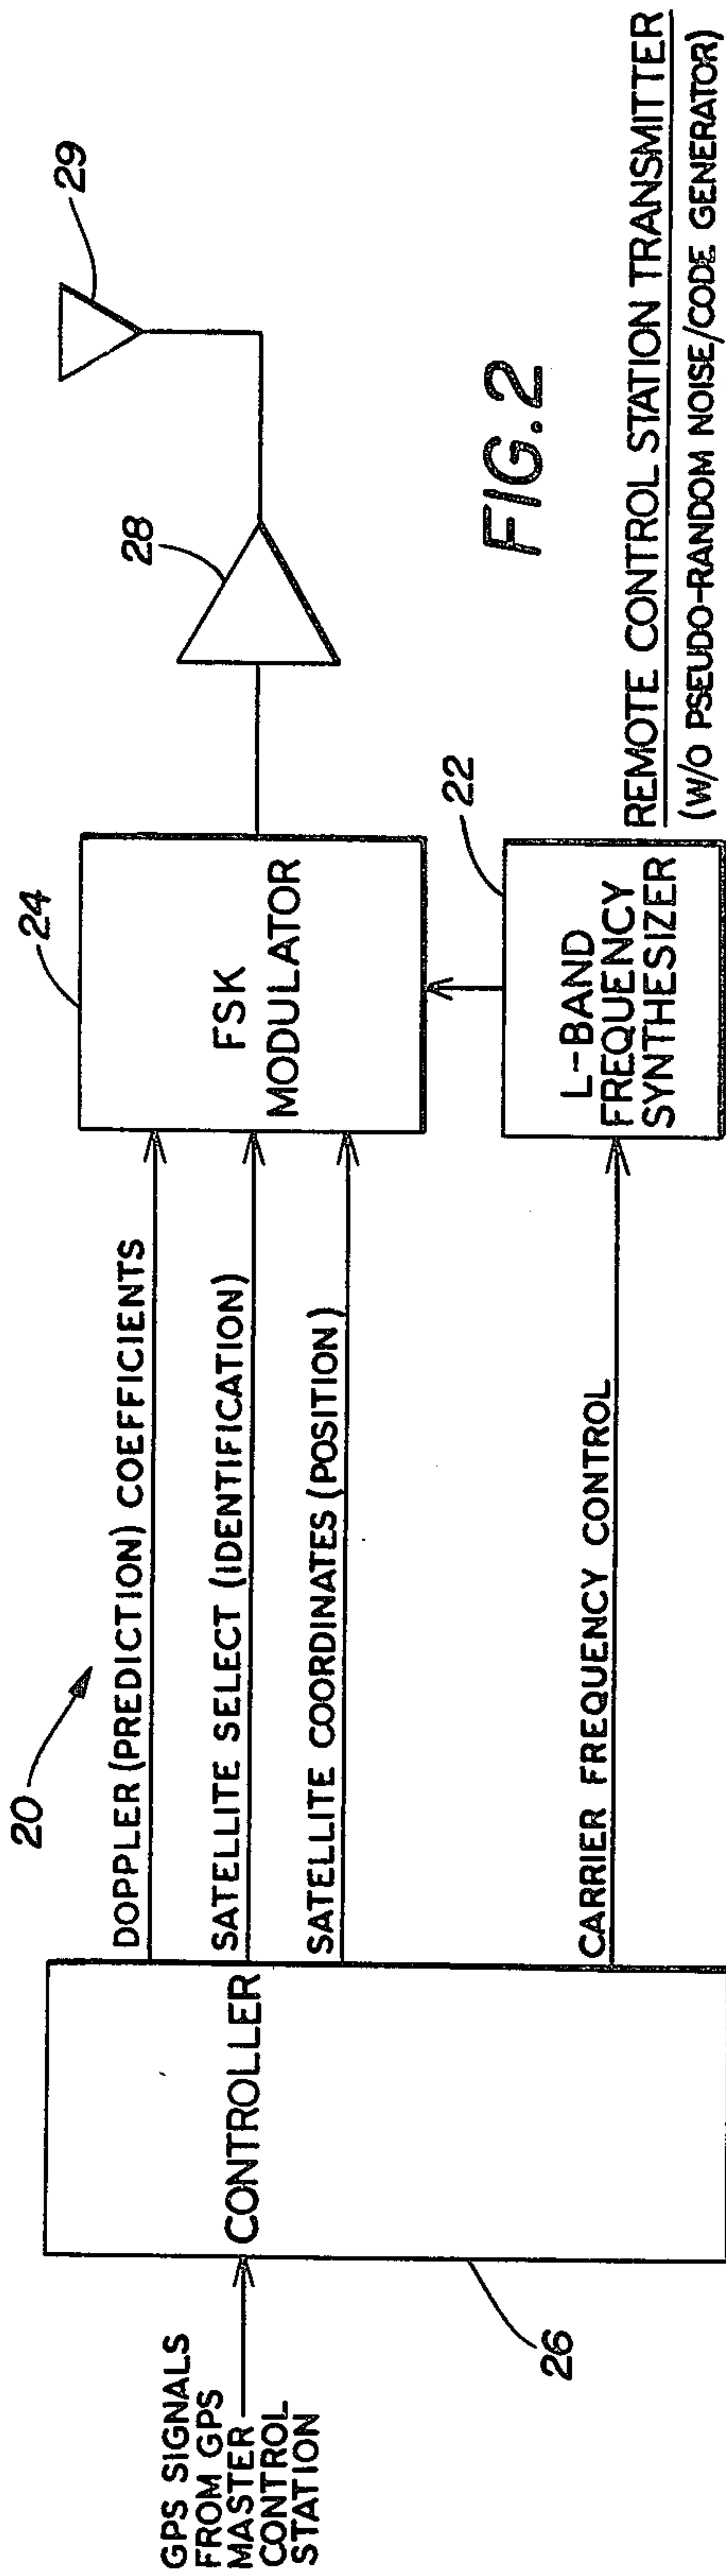 GPS SIGNALS
FROM GPS
MASTER
CONTROL
STATION
CONTROLLER
26
20
DOPPLER (PREDICTION) COEFFICIENTS
SATELLITE SELECT (IDENTIFICATION)
SATELLITE COORDINATES (POSITION)
CARRIER FREQUENCY CONTROL
24
FSK
MODULATOR
22
L-BAND
FREQUENCY
SYNTHESIZER
28
29
FIG. 2
REMOTE CONTROL STATION TRANSMITTER
(W/O PSEUDO-RANDOM NOISE/CODE GENERATOR)